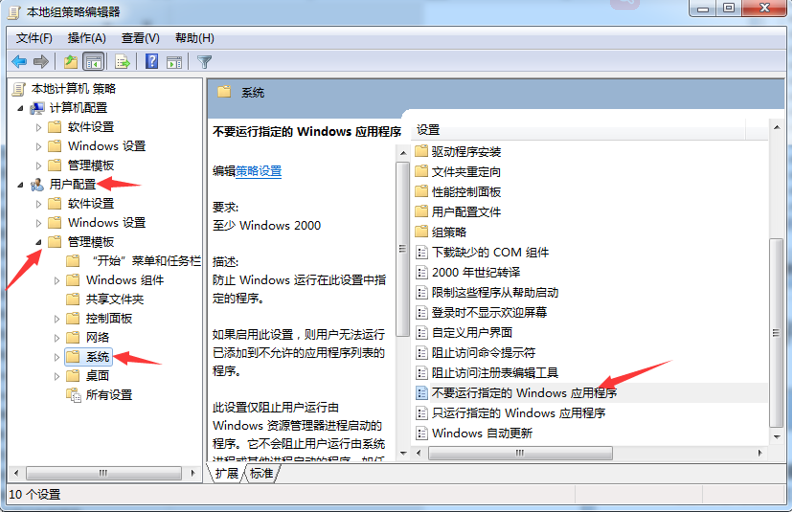 本地组策略编辑器
文件(F) 操作(A) 查看(V) 帮助(H)
本地计算机 策略
计算机配置
软件设置
Windows 设置
管理模板
用户配置
软件设置
Windows 设置
管理模板
“开始”菜单和任务栏
Windows 组件
共享文件夹
控制面板
网络
系统
桌面
所有设置
系统
不要运行指定的 Windows 应用程序
编辑策略设置
要求:
至少 Windows 2000
描述:
防止 Windows 运行在此设置中指
定的程序。
如果启用此设置，则用户无法运行
已添加到不允许的应用程序列表的
程序。
此设置仅阻止用户运行由
Windows 资源管理器进程启动的
程序。它不会阻止用户运行由系统
进程或其他进程启动的程序。如任
设置
驱动程序安装
文件夹重定向
性能控制面板
用户配置文件
组策略
下载缺少的 COM 组件
2000 年世纪转译
限制这些程序从帮助启动
登录时不显示欢迎屏幕
自定义用户界面
阻止访问命令提示符
阻止访问注册表编辑工具
不要运行指定的 Windows 应用程序
只运行指定的 Windows 应用程序
Windows 自动更新
扩展 标准
10 个设置